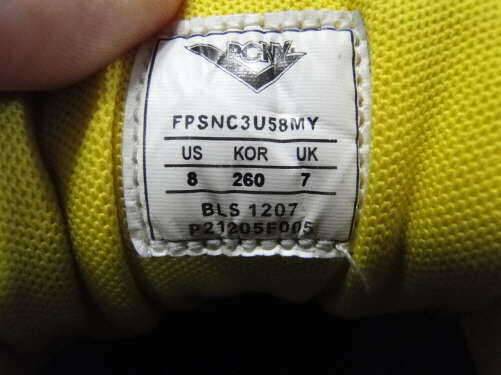 PONY
FPSNC3U58MY
US KOR UK
8 260 7
BLS 1207
P21205F005